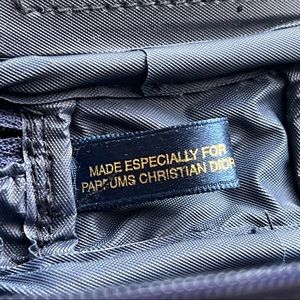 MADE ESPECIALLY FOR
PARFUMS CHRISTIAN DIOR